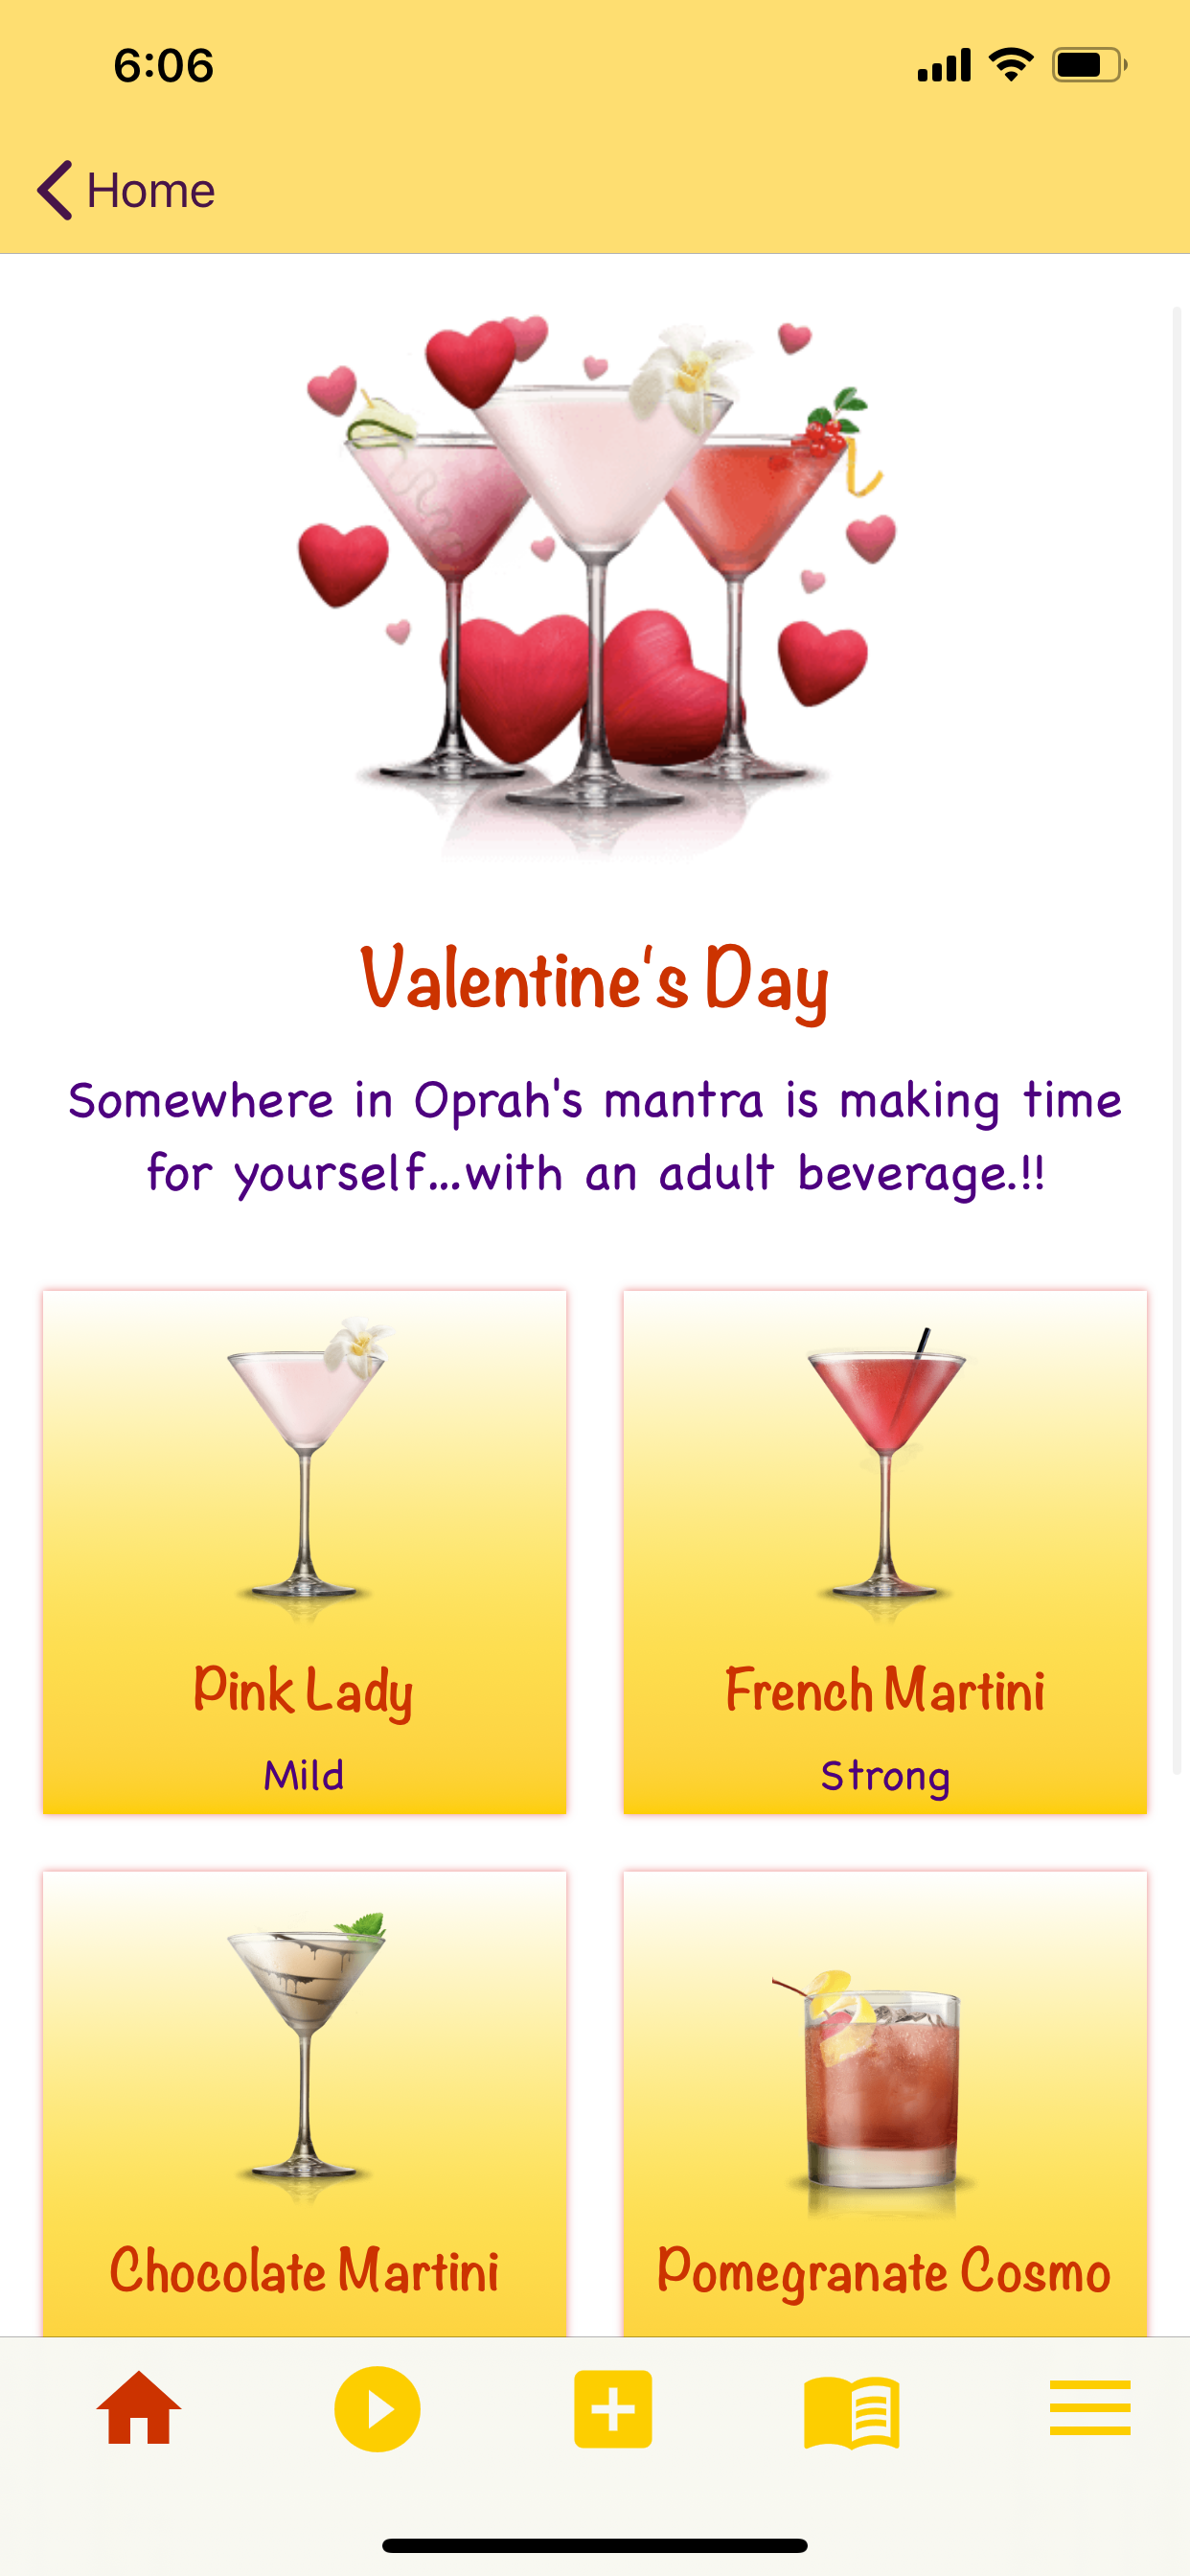 6:06
Home
Valentine's Day
Somewhere in Oprah's mantra is making time
for yourself...with an adult beverage.!!
Pink Lady
French Martini
Mild
Strong
Chocolate Martini
Pomegranate Cosmo